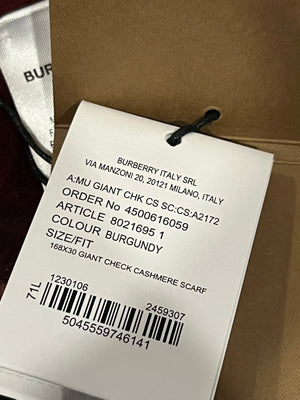 BUR
BURBERRY ITALY SRL
VIA MANZONI 20, 20121 MILANO, ITALY
A:MU GIANT CHK CS SC:CS:A2172
ORDER No 4500616059
ARTICLE 8021695 1
COLOUR BURGUNDY
SIZE/FIT
168X30 GIANT CHECK CASHMERE SCARF
71L
1230106 2459307
5045559746141